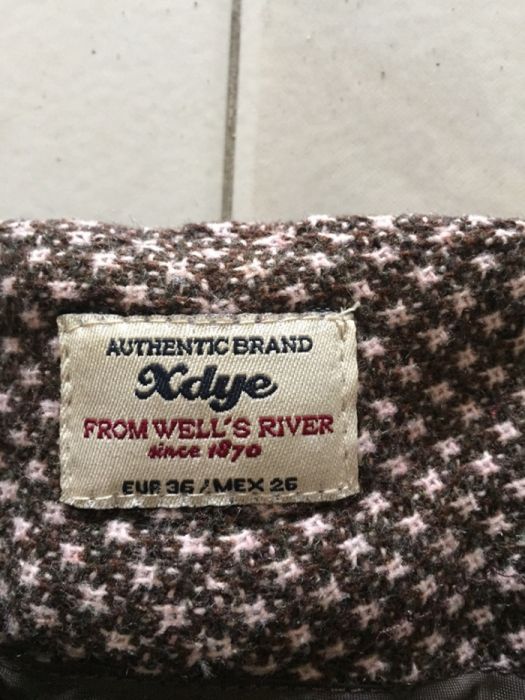 AUTHENTIC BRAND
Xdye
FROM WELL'S RIVER
since 1870
EUR 36 / MEX 26